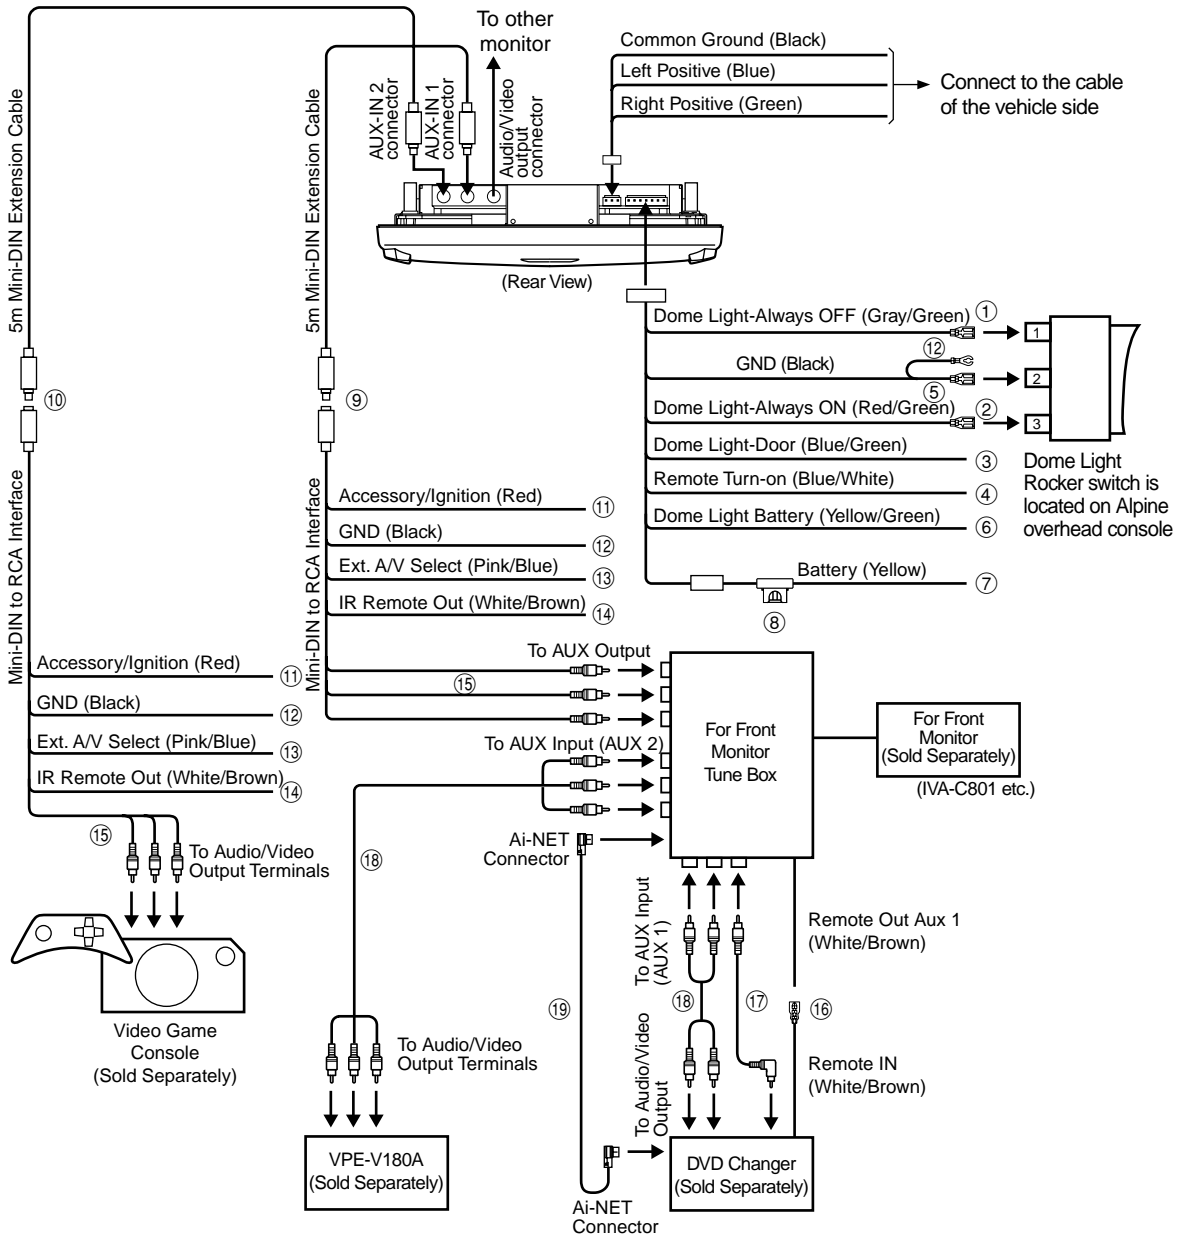 To other
monitor
Common Ground (Black)
Left Positive (Blue)
Right Positive (Green)
Connect to the cable
of the vehicle side
5m Mini-DIN Extension Cable
5m Mini-DIN Extension Cable
AUX-IN 2
connector
AUX-IN 1
connector
Audio/Video
output
connector
(Rear View)
Dome Light-Always OFF (Gray/Green) ①
1
⑫
GND (Black)
2
⑤
Dome Light-Always ON (Red/Green) ②
3
Dome Light-Door (Blue/Green)
③
Remote Turn-on (Blue/White)
④
Dome Light Battery (Yellow/Green)
⑥
Battery (Yellow)
⑦
⑧
Dome Light
Rocker switch is
located on Alpine
overhead console
⑩
⑨
Mini-DIN to RCA Interface
Mini-DIN to RCA Interface
Accessory/Ignition (Red)
⑪
GND (Black)
⑫
Ext. A/V Select (Pink/Blue)
⑬
IR Remote Out (White/Brown)
⑭
Accessory/Ignition (Red)
⑪
GND (Black)
⑫
Ext. A/V Select (Pink/Blue)
⑬
IR Remote Out (White/Brown)
⑭
⑮
To Audio/Video
Output Terminals
Video Game
Console
(Sold Separately)
To AUX Output
⑮
To AUX Input (AUX 2)
For Front
Monitor
Tune Box
For Front
Monitor
(Sold Separately)
(IVA-C801 etc.)
Ai-NET
Connector
⑱
To AUX Input
(AUX 1)
Remote Out Aux 1
(White/Brown)
⑲
⑱
⑰
⑯
To Audio/Video
Output Terminals
To Audio/Video
Output
Remote IN
(White/Brown)
VPE-V180A
(Sold Separately)
DVD Changer
(Sold Separately)
Ai-NET
Connector